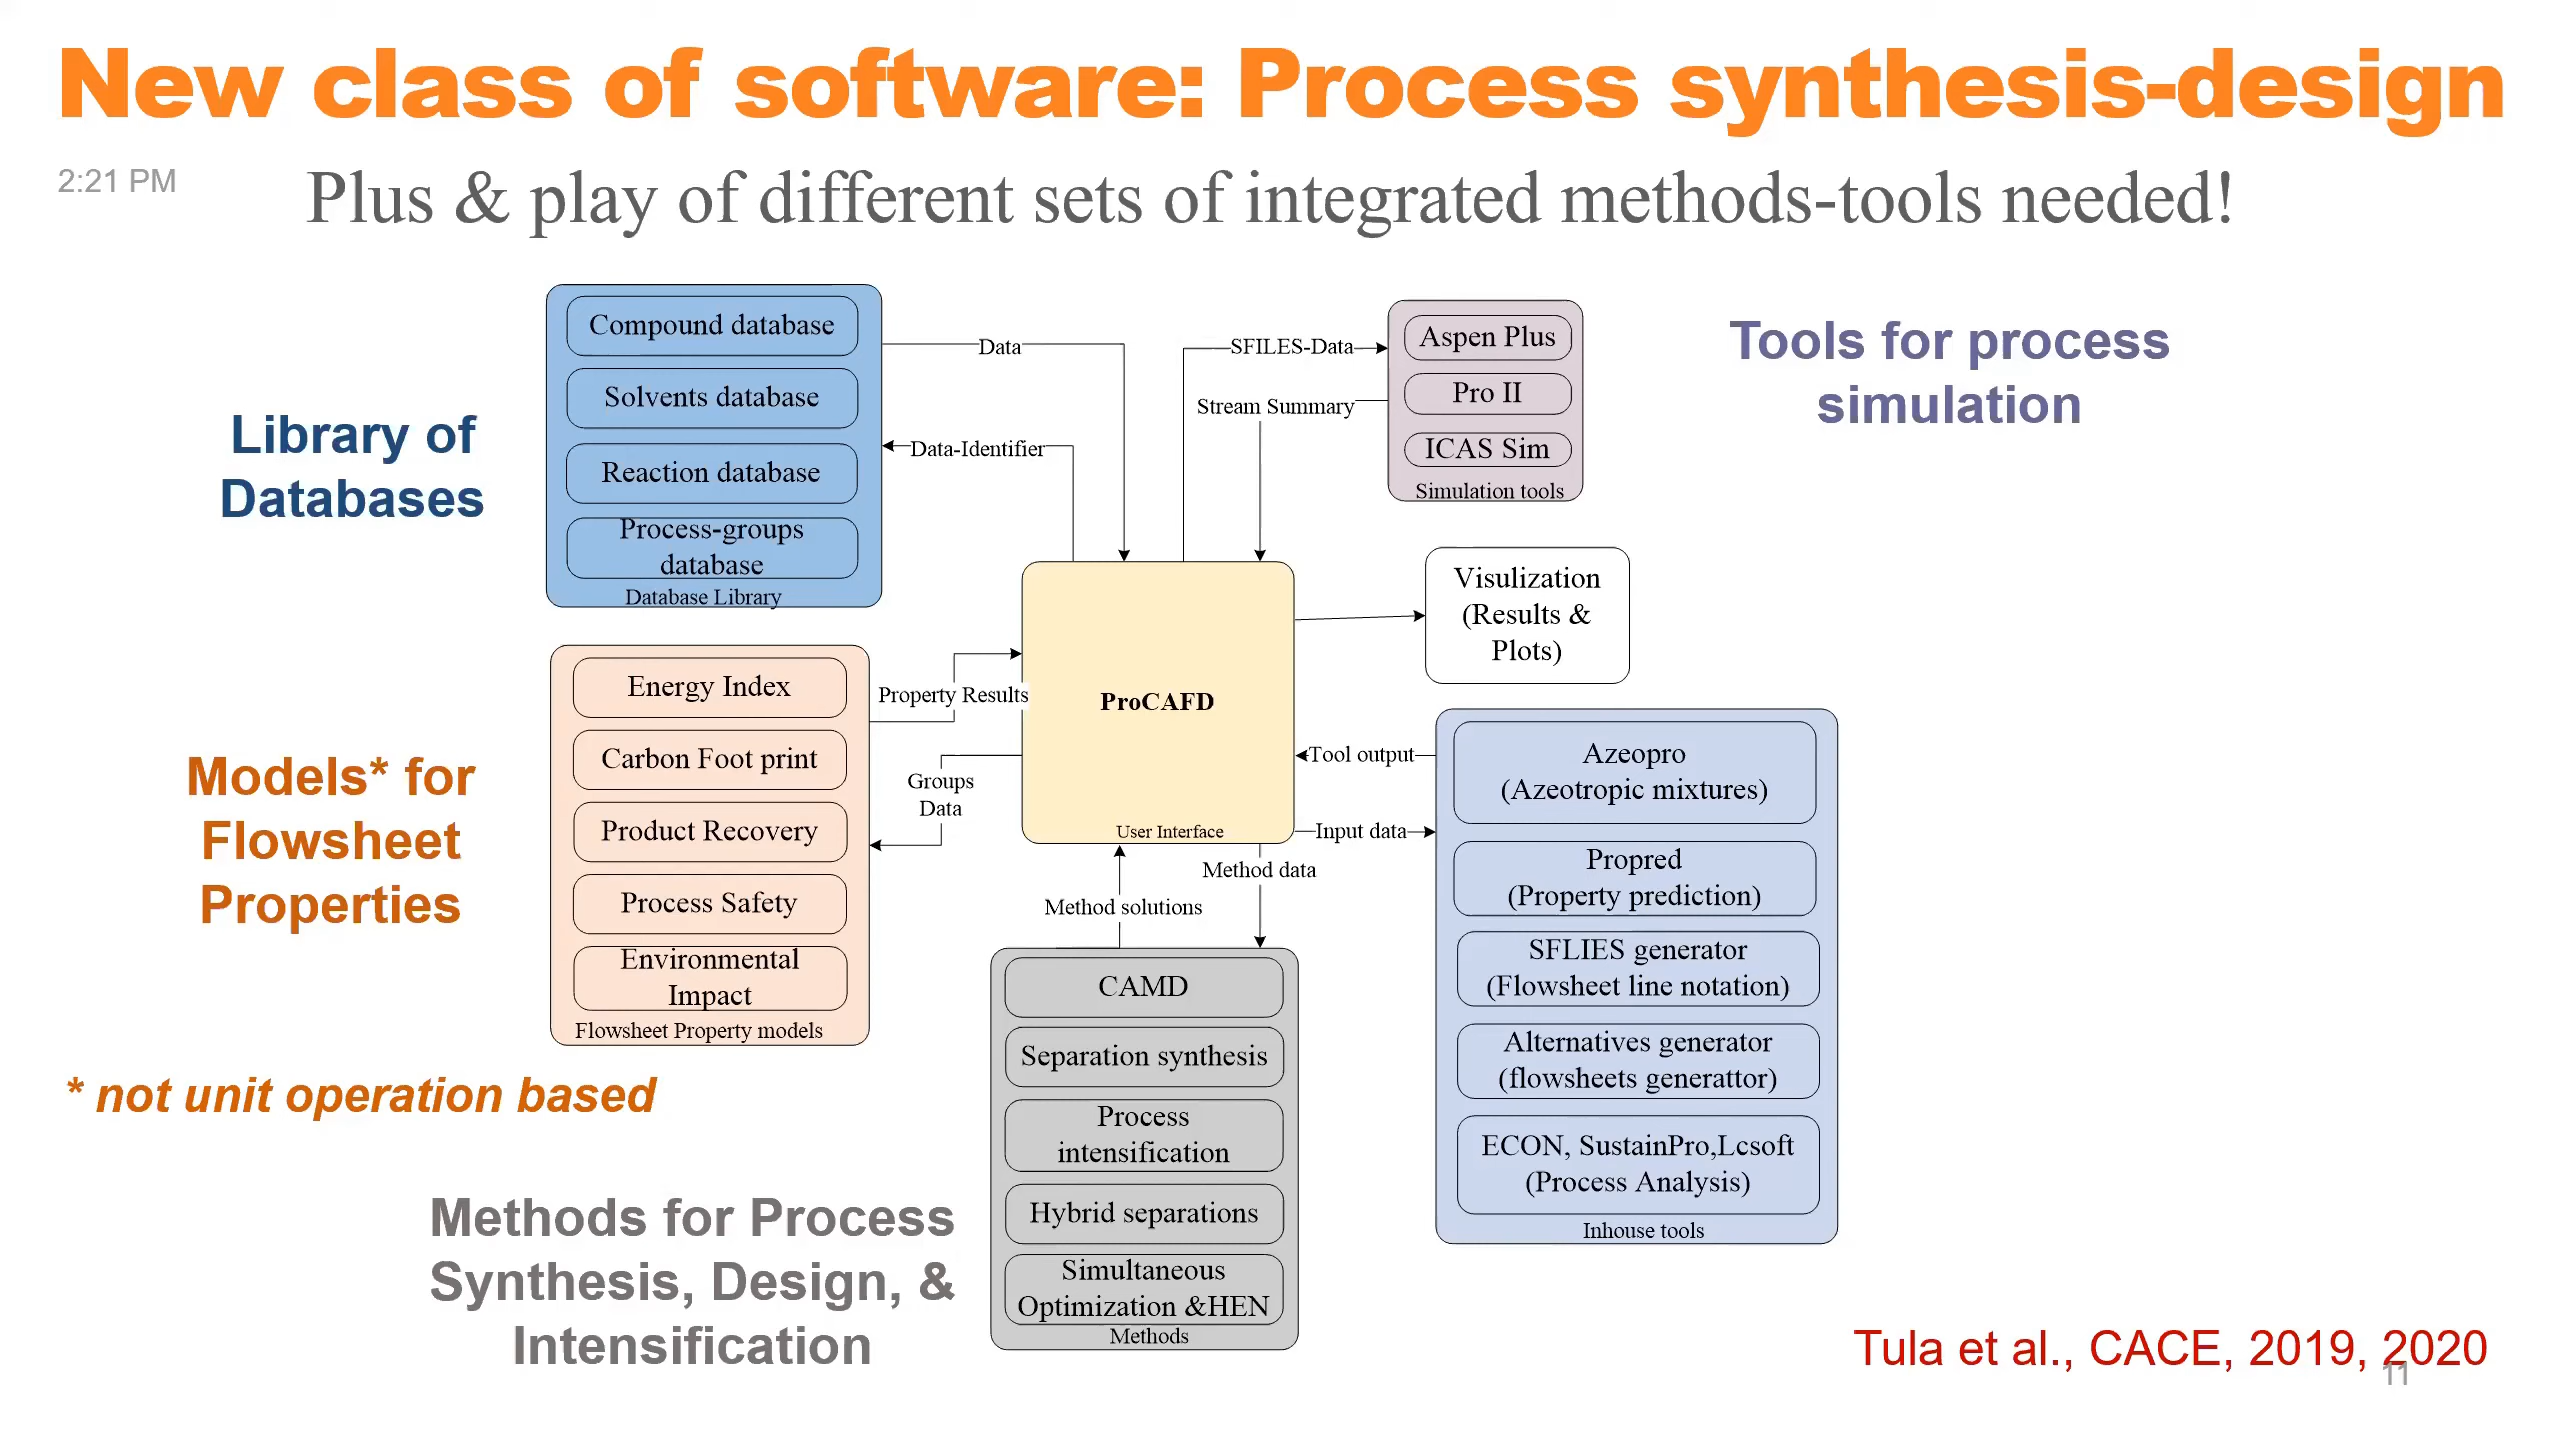 New class of software: Process synthesis-design
2:21 PM
Plus & play of different sets of integrated methods-tools needed!
Library of
Databases
Compound database
Solvents database
Reaction database
Process-groups
database
Database Library
Data
Data-Identifier
SFILES-Data
Stream Summary
Aspen Plus
Pro II
ICAS Sim
Simulation tools
Tools for process
simulation
Visulization
(Results &
Plots)
Models* for
Flowsheet
Properties
Energy Index
Carbon Foot print
Product Recovery
Process Safety
Environmental
Impact
Flowsheet Property models
Property Results
Groups
Data
ProCAFD
User Interface
Tool output
Input data
Method data
Method solutions
Azeopro
(Azeotropic mixtures)
Propred
(Property prediction)
SFLIES generator
(Flowsheet line notation)
Alternatives generator
(flowsheets generattor)
ECON, SustainPro,Lcsoft
(Process Analysis)
Inhouse tools
* not unit operation based
Methods for Process
Synthesis, Design, &
Intensification
CAMD
Separation synthesis
Process
intensification
Hybrid separations
Simultaneous
Optimization &HEN
Methods
Tula et al., CACE, 2019, 2020
11